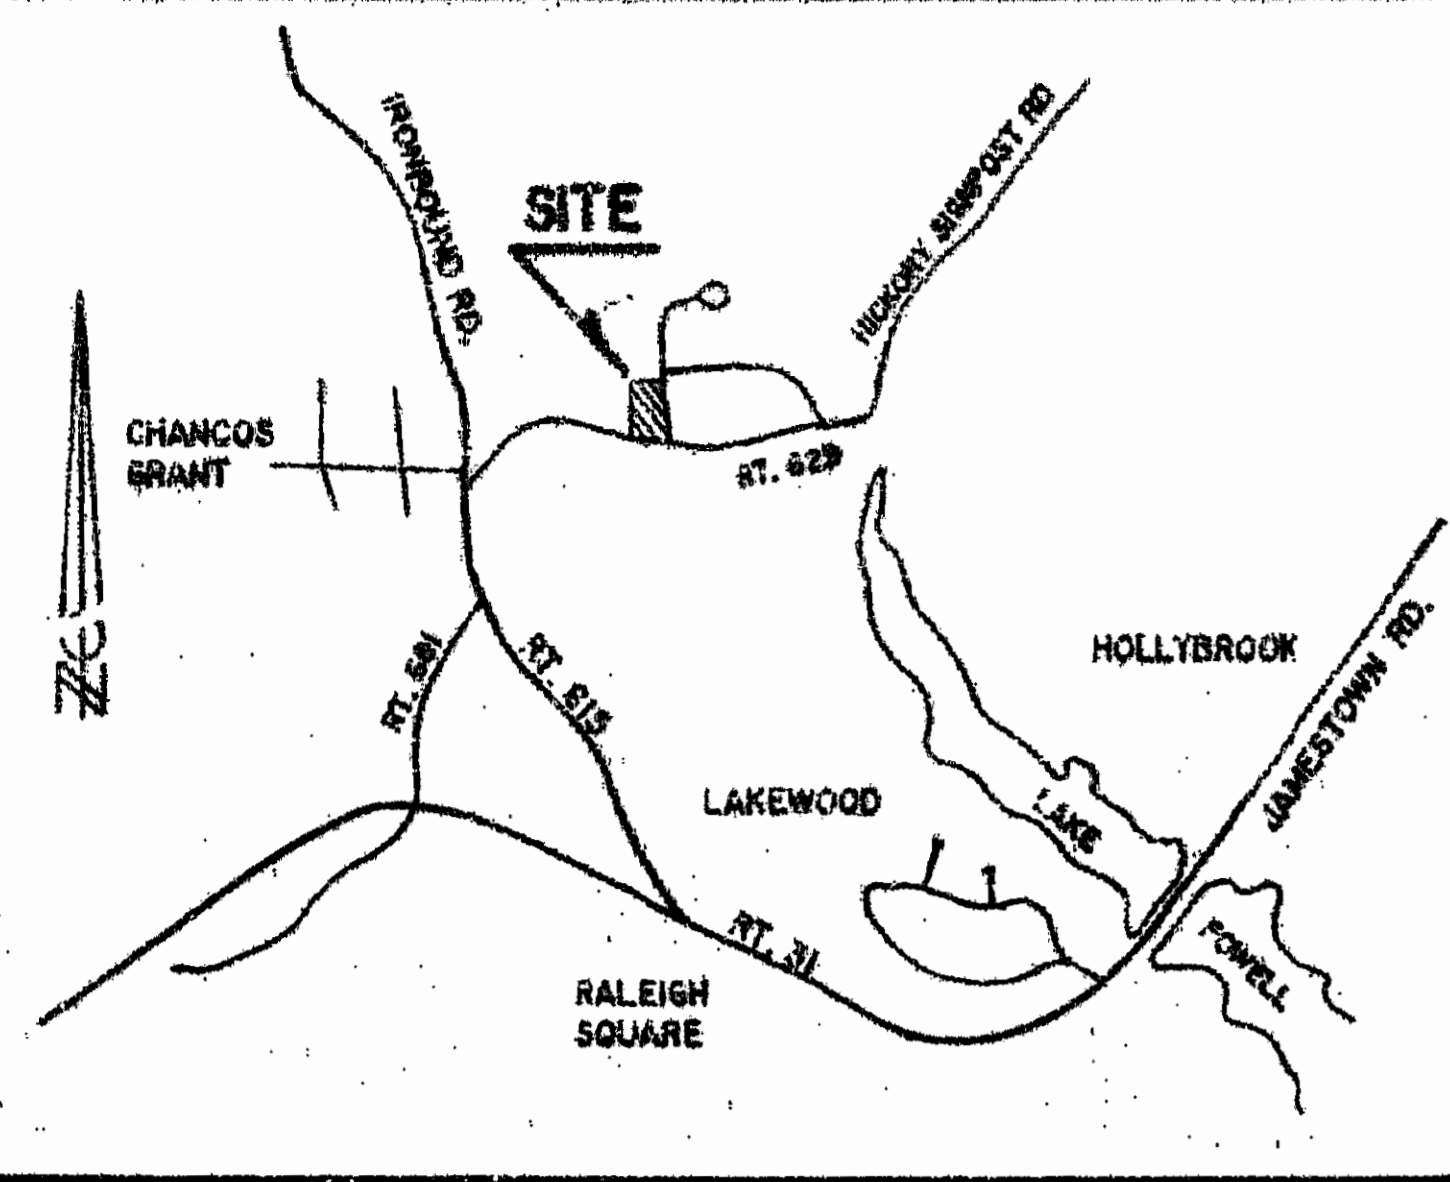 IRONBOUND RD.
HICKORY SIGNPOST RD
SITE
CHANCOS
GRANT
RT. 629
RT. 681
RT. 615
HOLLYBROOK
JAMESTOWN RD.
LAKEWOOD
LAKE
POWELL
RT. 31
RALEIGH
SQUARE